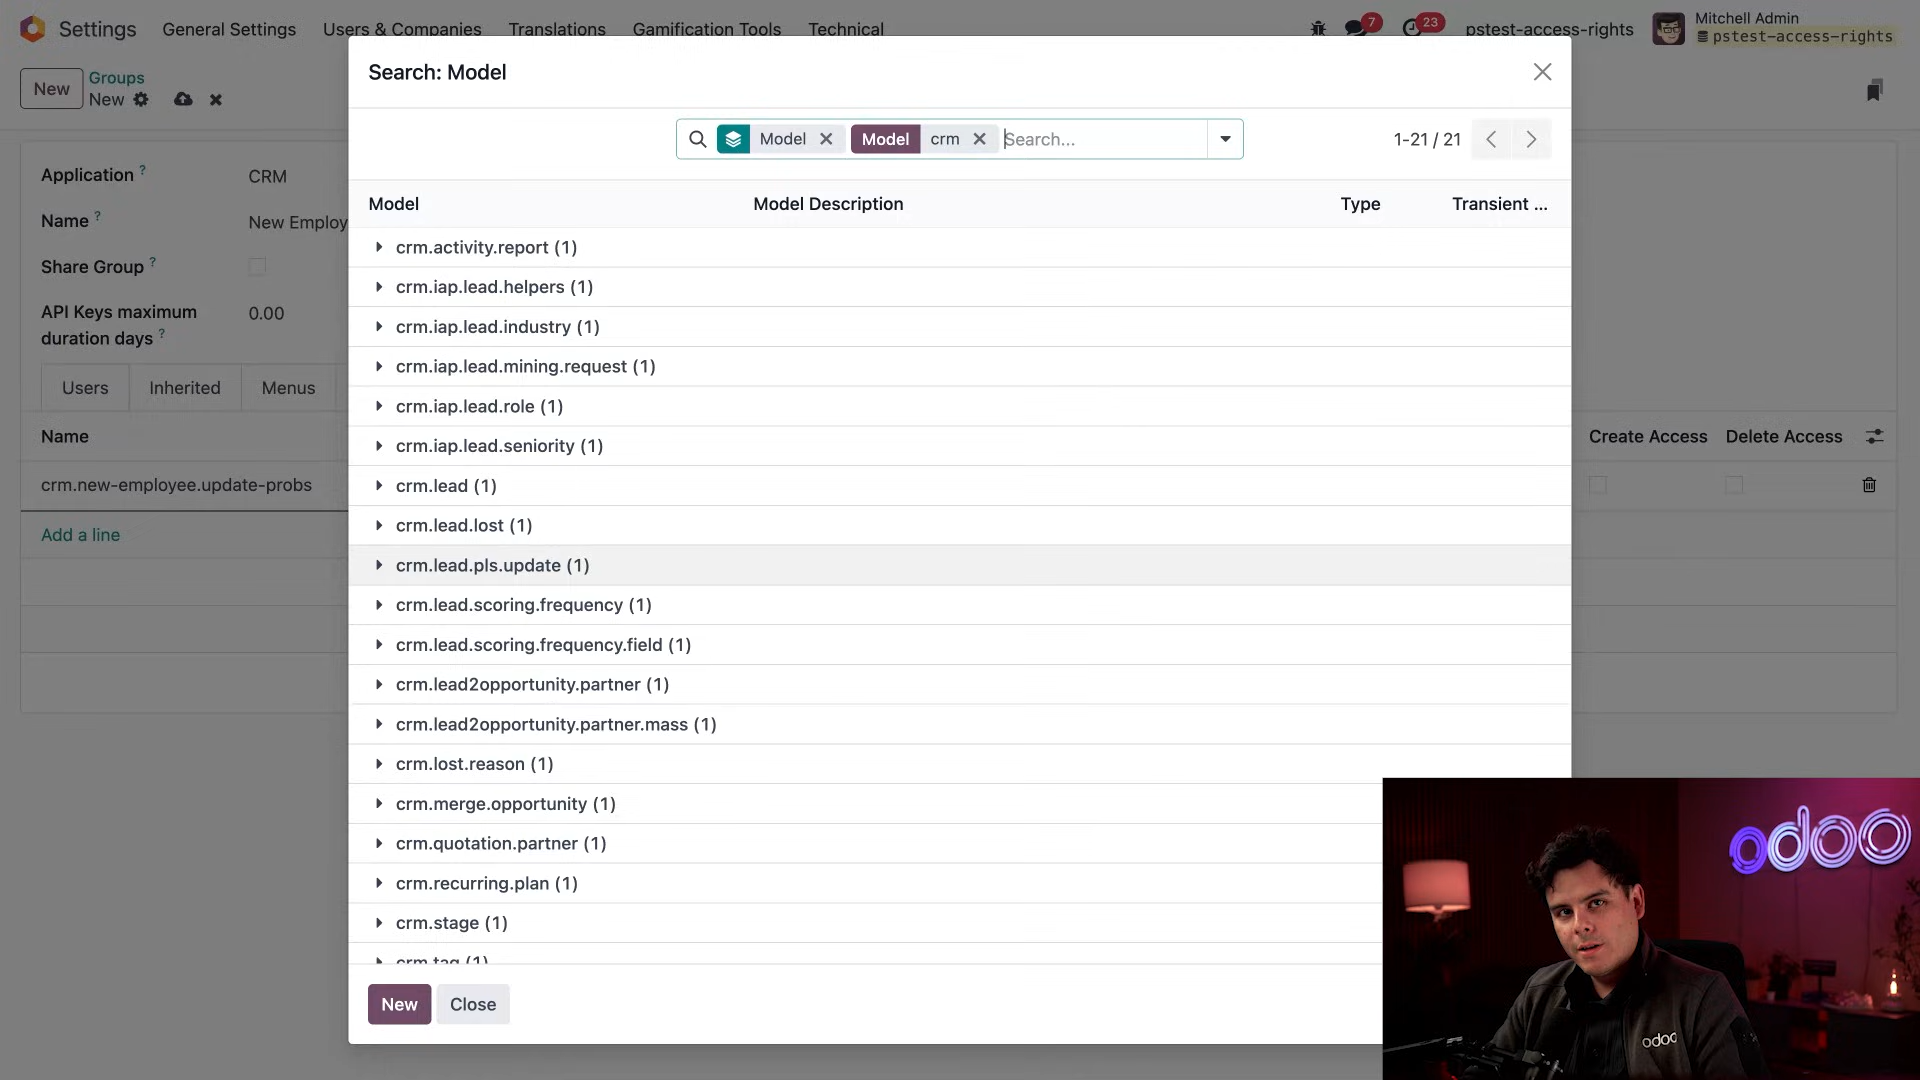 Settings General Settings Users & Companies Translations Gamification Tools Technical 7 23 pstest-access-rights Mitchell Admin
pstest-access-rights
New Groups
New
Search: Model
Model Model crm Search... 1-21 / 21
Application ? CRM
Name ? New Employ
Share Group ?
API Keys maximum duration days ? 0.00
Users Inherited Menus
Name Create Access Delete Access
crm.new-employee.update-probs
Add a line
Model Model Description Type Transient ...
crm.activity.report (1)
crm.iap.lead.helpers (1)
crm.iap.lead.industry (1)
crm.iap.lead.mining.request (1)
crm.iap.lead.role (1)
crm.iap.lead.seniority (1)
crm.lead (1)
crm.lead.lost (1)
crm.lead.pls.update (1)
crm.lead.scoring.frequency (1)
crm.lead.scoring.frequency.field (1)
crm.lead2opportunity.partner (1)
crm.lead2opportunity.partner.mass (1)
crm.lost.reason (1)
crm.merge.opportunity (1)
crm.quotation.partner (1)
crm.recurring.plan (1)
crm.stage (1)
crm.tag (1)
New Close
odoo
odoo